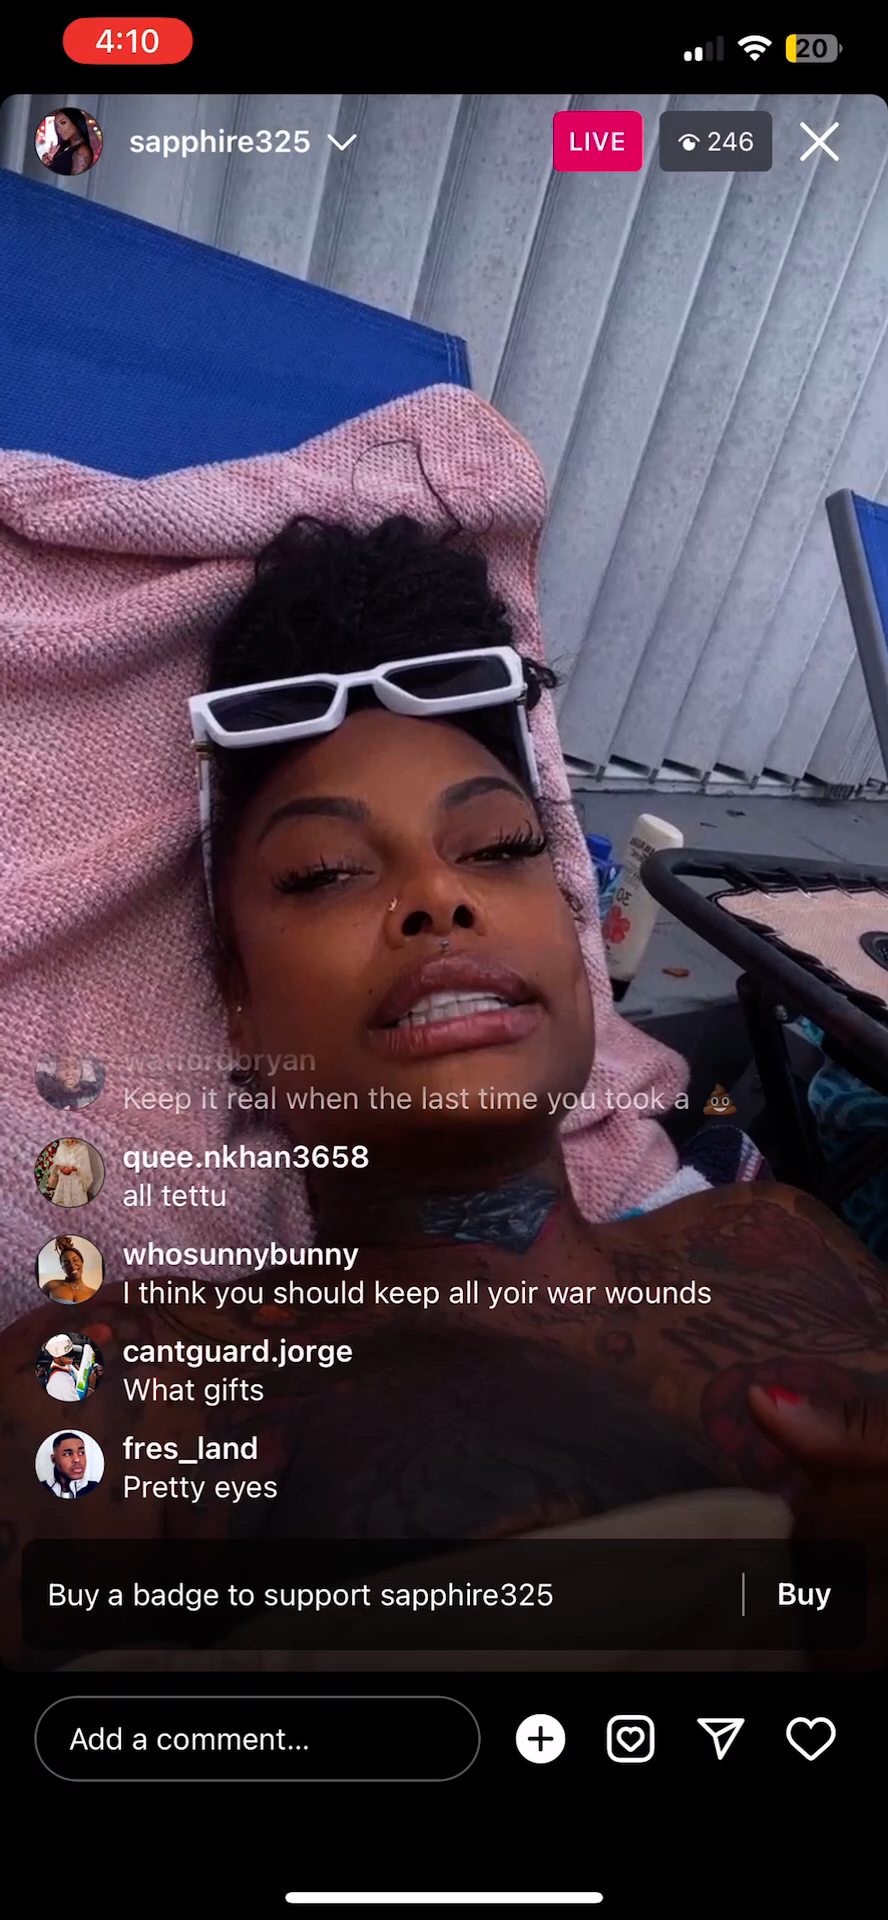 4:10
20
sapphire325
LIVE
246
Keep it real when the last time you took a 💩
quee.nkhan3658
all tettu
whosunnybunny
I think you should keep all yoir war wounds
cantguard.jorge
What gifts
fres_land
Pretty eyes
Buy a badge to support sapphire325
Buy
Add a comment...